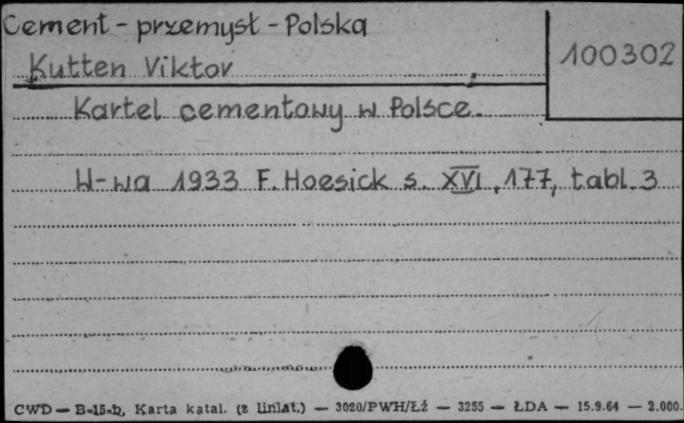 Cement - przemysł - Polska
100302
Kutten Viktor
Kartel cementowy w Polsce.
W-wa 1933 F. Hoesick s. XVI, 177, tabl. 3
CWD — B-15-b, Karta katal. (z liniat.) — 3020/PWH/Łź — 3255 — ŁDA — 15.9.64 — 2.000.